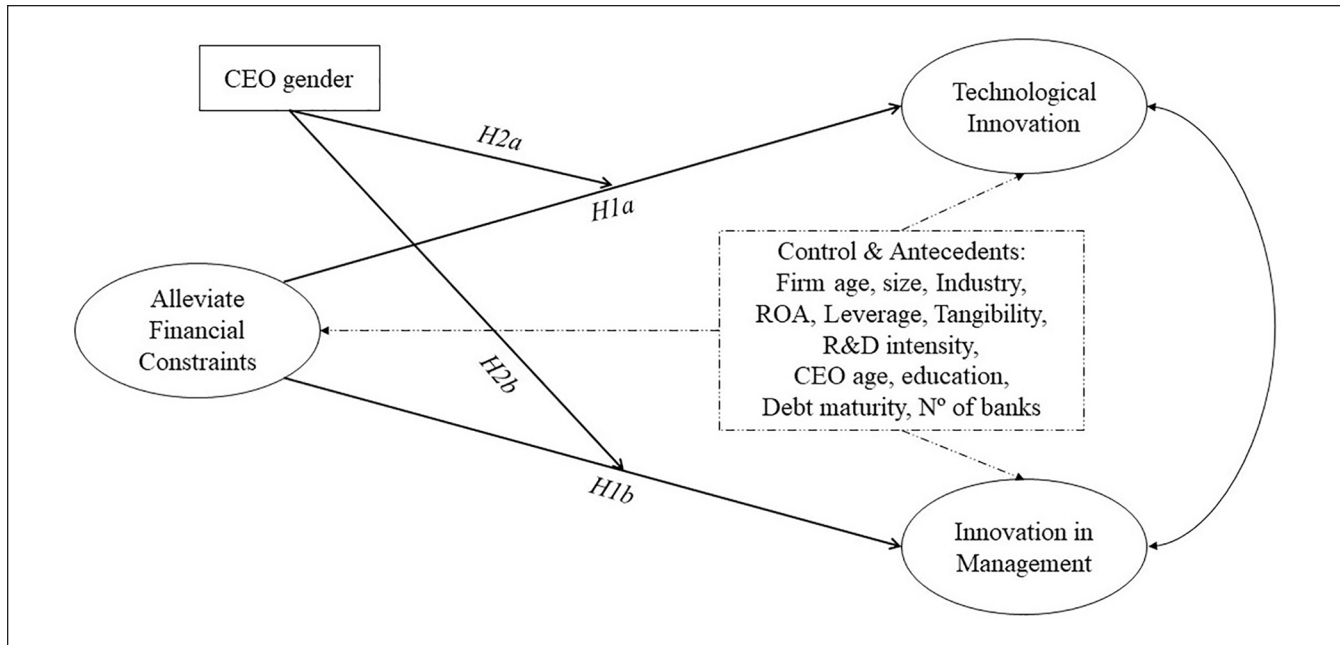 CEO gender
Technological
Innovation
H2a
H1a
Control & Antecedents:
Firm age, size, Industry,
ROA, Leverage, Tangibility,
R&D intensity,
CEO age, education,
Debt maturity, Nº of banks
Alleviate
Financial
Constraints
H2b
H1b
Innovation in
Management